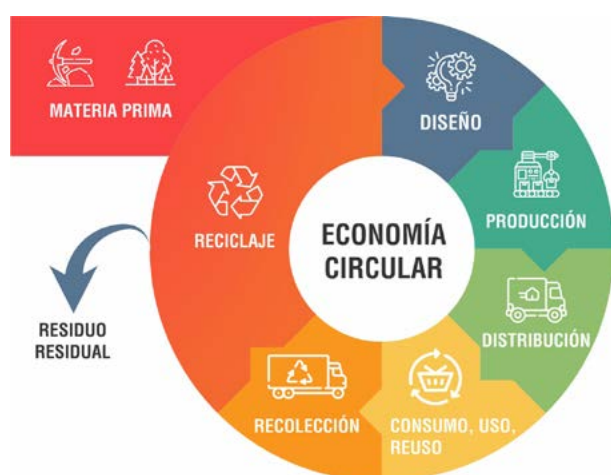 MATERIA PRIMA
DISEÑO
PRODUCCIÓN
RECICLAJE
ECONOMÍA
CIRCULAR
RESIDUO
RESIDUAL
DISTRIBUCIÓN
RECOLECCIÓN
CONSUMO, USO,
REUSO